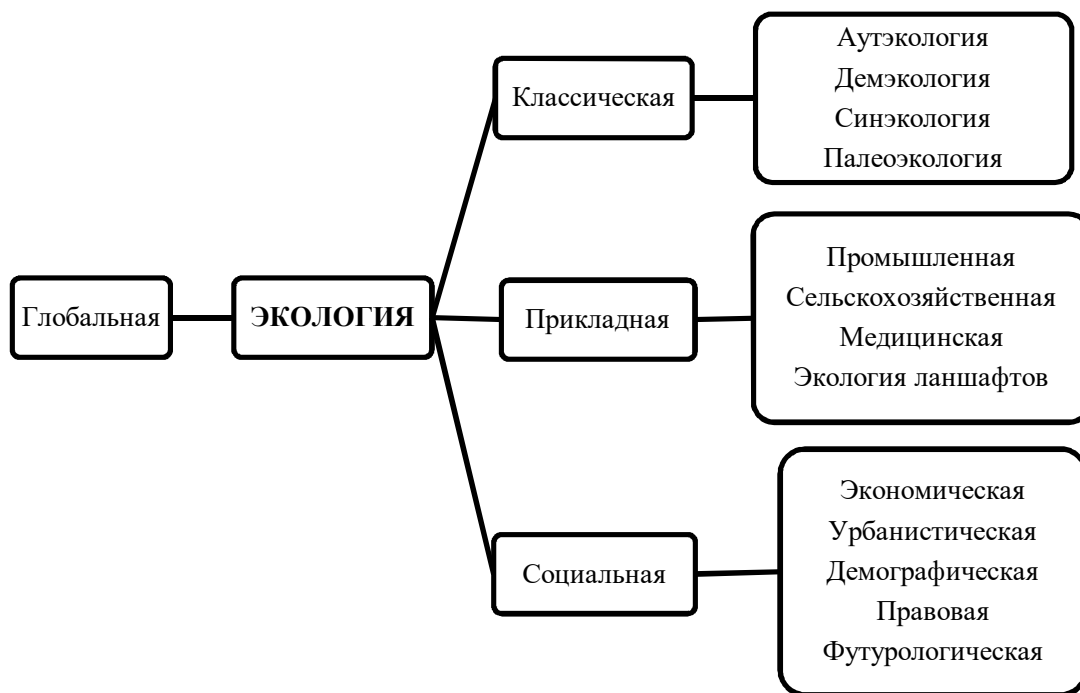 Глобальная
ЭКОЛОГИЯ
Классическая
Аутэкология
Демэкология
Синэкология
Палеоэкология
Прикладная
Промышленная
Сельскохозяйственная
Медицинская
Экология ланшафтов
Социальная
Экономическая
Урбанистическая
Демографическая
Правовая
Футурологическая